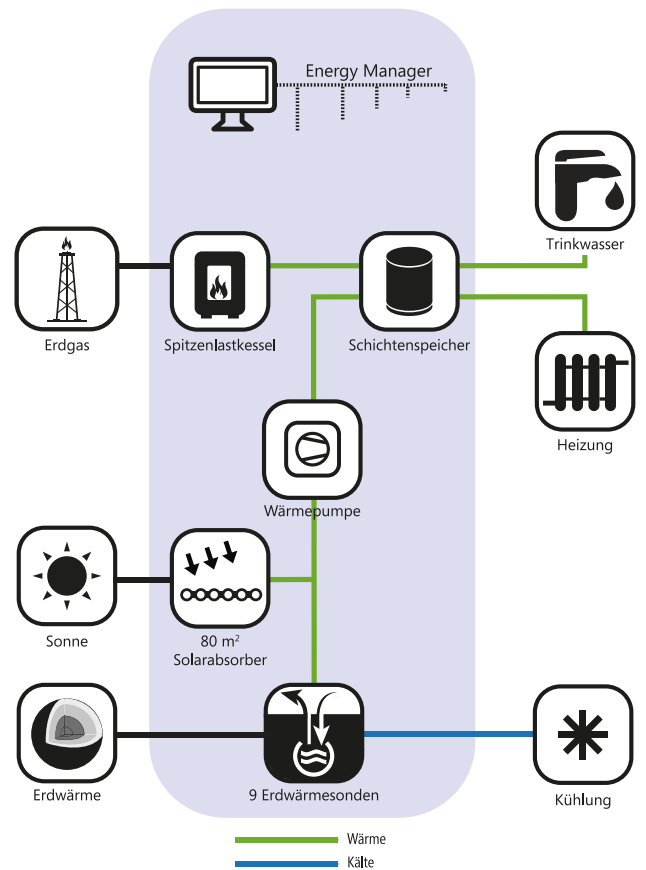 Energy Manager
Trinkwasser
Erdgas
Spitzenlastkessel
Schichtenspeicher
Heizung
Wärmepumpe
Sonne
80 m²
Solarabsorber
Erdwärme
9 Erdwärmesonden
Kühlung
Wärme
Kälte